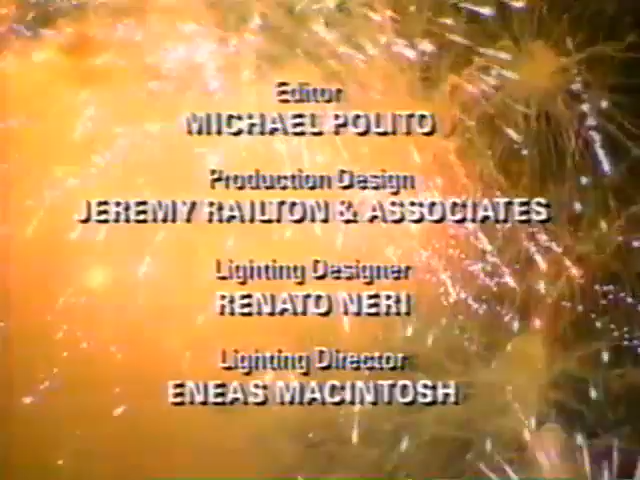 Editor
MICHAEL POLITO
Production Design
JEREMY RAILTON & ASSOCIATES
Lighting Designer
RENATO NERI
Lighting Director
ENEAS MACINTOSH